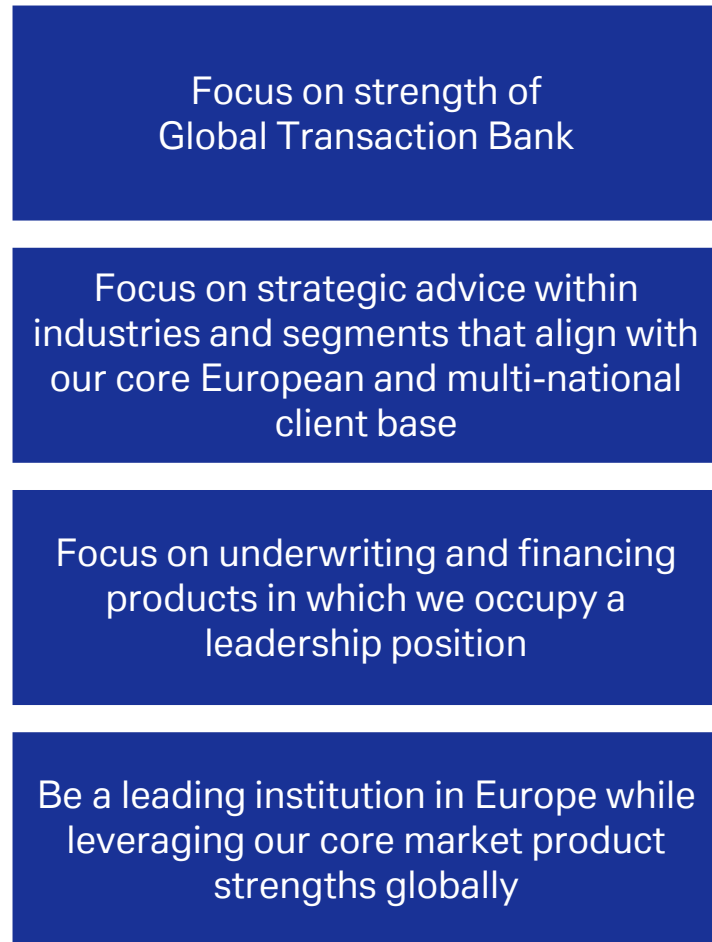 Focus on strength of
Global Transaction Bank
Focus on strategic advice within
industries and segments that align with
our core European and multi-national
client base
Focus on underwriting and financing
products in which we occupy a
leadership position
Be a leading institution in Europe while
leveraging our core market product
strengths globally